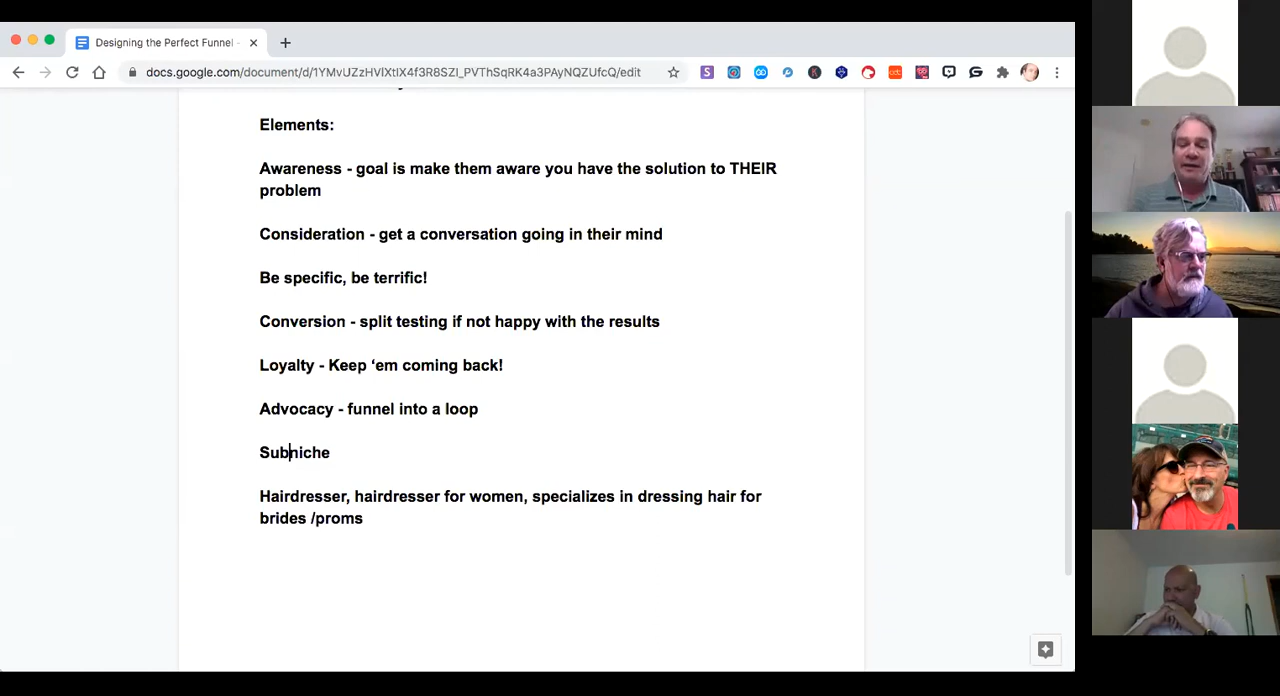 Designing the Perfect Funnel -
docs.google.com/document/d/1YMvUZzHVlXtIX4f3R8SZI_PVThSqRK4a3PAyNQZUfcQ/edit
Elements:
Awareness - goal is make them aware you have the solution to THEIR
problem
Consideration - get a conversation going in their mind
Be specific, be terrific!
Conversion - split testing if not happy with the results
Loyalty - Keep ‘em coming back!
Advocacy - funnel into a loop
Subniche
Hairdresser, hairdresser for women, specializes in dressing hair for
brides /proms